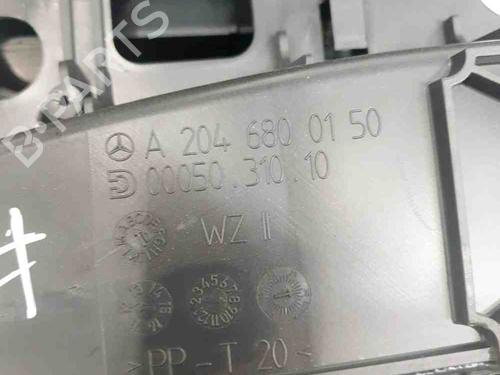 B-PARTS
A 204 680 01 50
00050.310.10
WZ II
>PP-T 20<